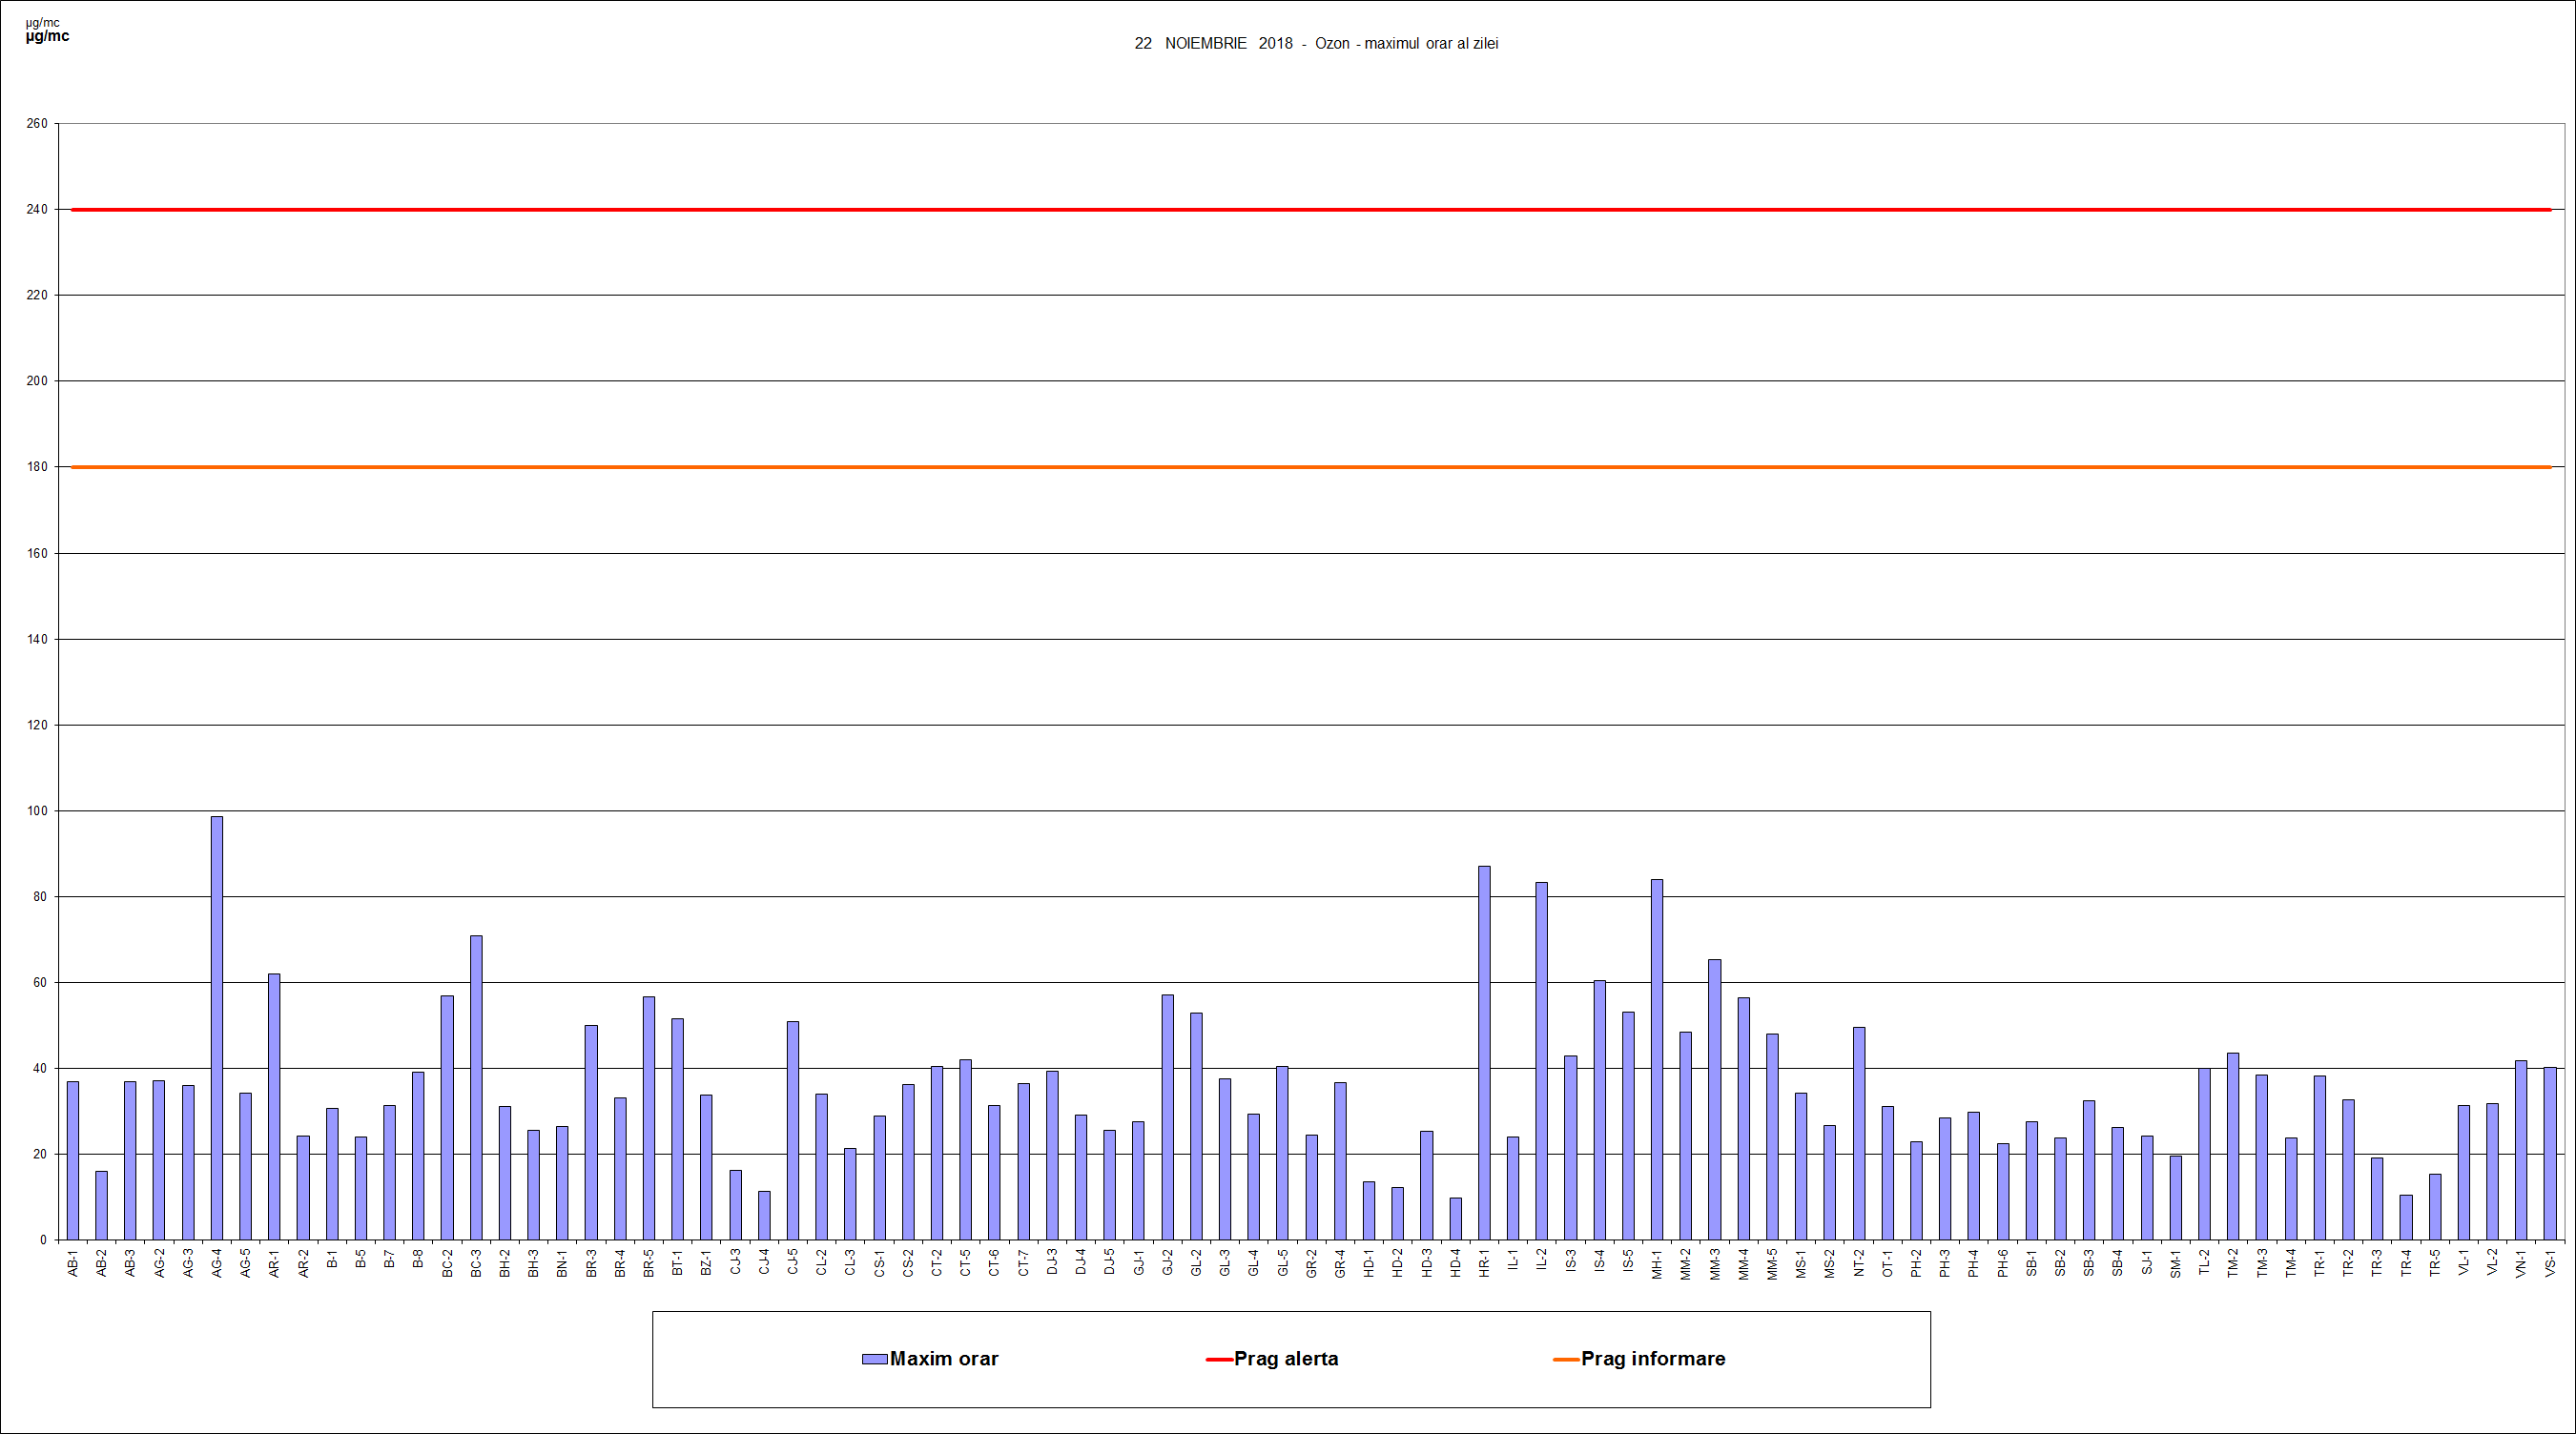 µg/mc
µg/mc
22 NOIEMBRIE 2018 - Ozon - maximul orar al zilei
260
240
220
200
180
160
140
120
100
80
60
40
20
0
AB-1 AB-2 AB-3 AG-2 AG-3 AG-4 AG-5 AR-1 AR-2 B-1 B-5 B-7 B-8 BC-2 BC-3 BH-2 BH-3 BN-1 BR-3 BR-4 BR-5 BT-1 BZ-1 CJ-3 CJ-4 CJ-5 CL-2 CL-3 CS-1 CS-2 CT-2 CT-5 CT-6 CT-7 DJ-3 DJ-4 DJ-5 GJ-1 GJ-2 GL-2 GL-3 GL-4 GL-5 GR-2 GR-4 HD-1 HD-2 HD-3 HD-4 HR-1 IL-1 IL-2 IS-3 IS-4 IS-5 MH-1 MM-2 MM-3 MM-4 MM-5 MS-1 MS-2 NT-2 OT-1 PH-2 PH-3 PH-4 PH-6 SB-1 SB-2 SB-3 SB-4 SJ-1 SM-1 TL-2 TM-2 TM-3 TM-4 TR-1 TR-2 TR-3 TR-4 TR-5 VL-1 VL-2 VN-1 VS-1
Maxim orar Prag alerta Prag informare